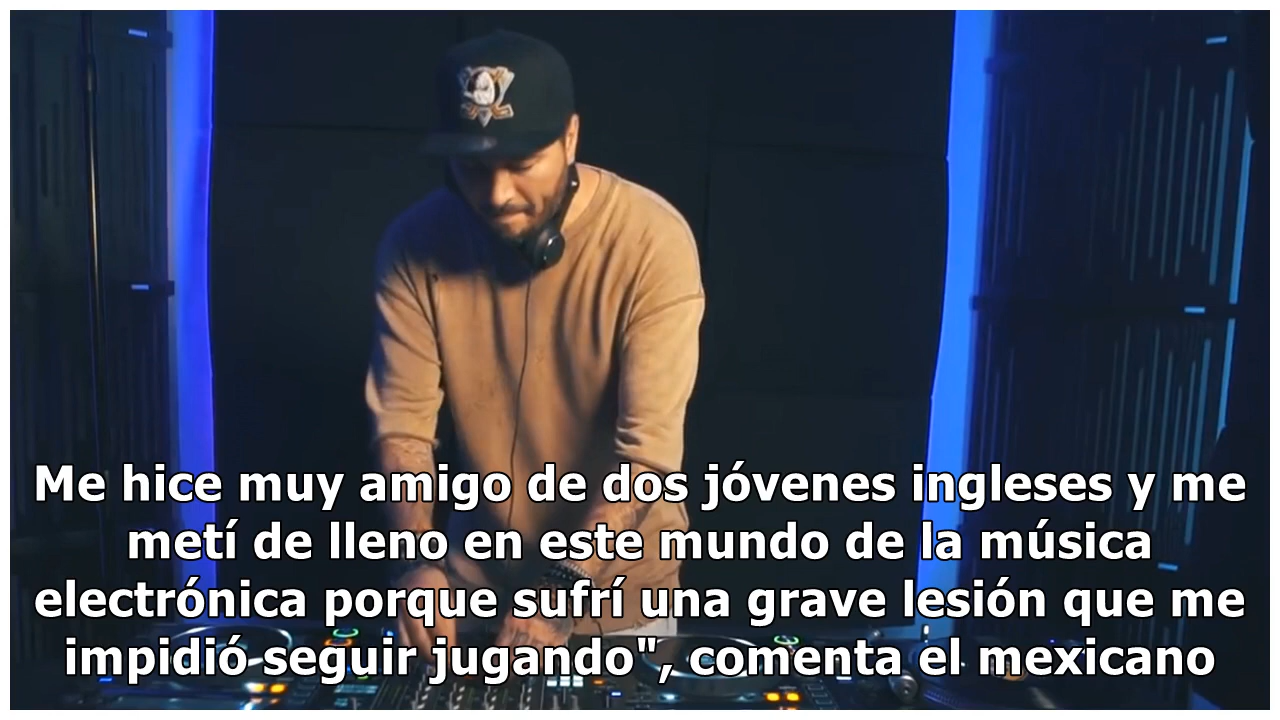 Me hice muy amigo de dos jóvenes ingleses y me
metí de lleno en este mundo de la música
electrónica porque sufrí una grave lesión que me
impidió seguir jugando", comenta el mexicano